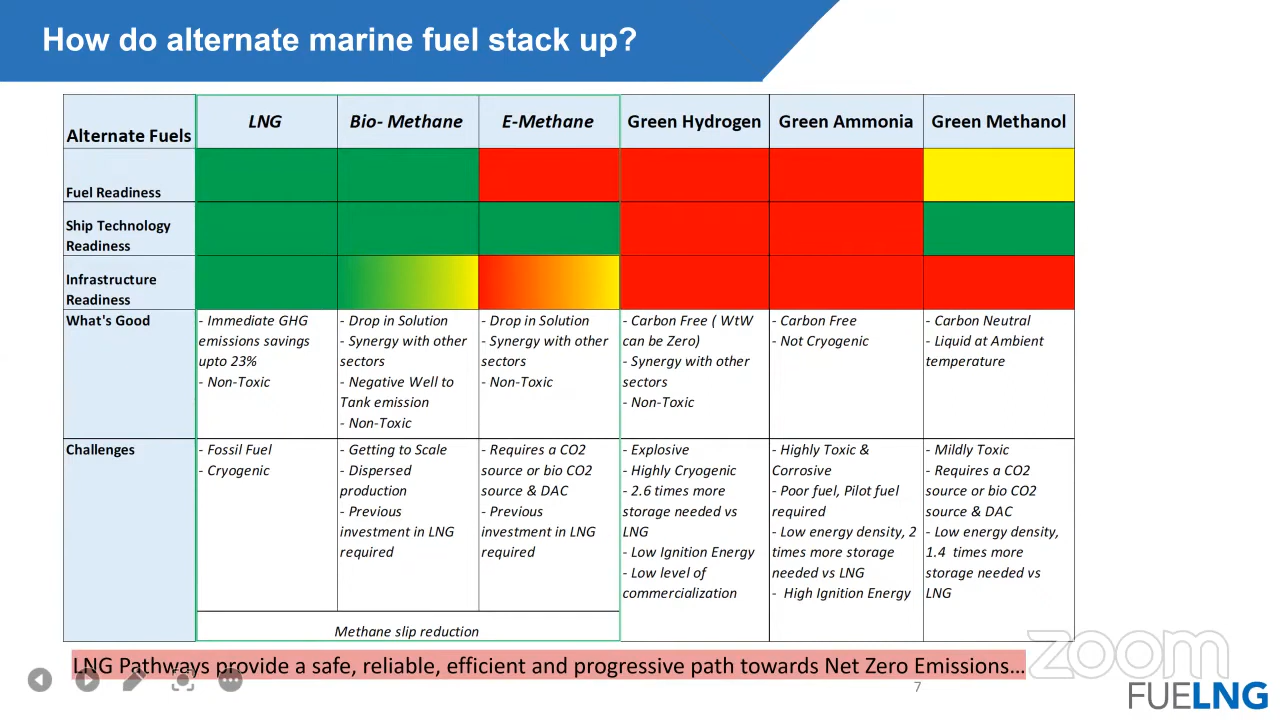 How do alternate marine fuel stack up?
Alternate Fuels
LNG
Bio- Methane
E-Methane
Green Hydrogen
Green Ammonia
Green Methanol
Fuel Readiness
Ship Technology
Readiness
Infrastructure
Readiness
What's Good
- Immediate GHG
emissions savings
upto 23%
- Non-Toxic
- Drop in Solution
- Synergy with other
sectors
- Negative Well to
Tank emission
- Non-Toxic
- Drop in Solution
- Synergy with other
sectors
- Non-Toxic
- Carbon Free ( WtW
can be Zero)
- Synergy with other
sectors
- Non-Toxic
- Carbon Free
- Not Cryogenic
- Carbon Neutral
- Liquid at Ambient
temperature
Challenges
- Fossil Fuel
- Cryogenic
- Getting to Scale
- Dispersed
production
- Previous
investment in LNG
required
- Requires a CO2
source or bio CO2
source & DAC
- Previous
investment in LNG
required
- Explosive
- Highly Cryogenic
- 2.6 times more
storage needed vs
LNG
- Low Ignition Energy
- Low level of
commercialization
- Highly Toxic &
Corrosive
- Poor fuel, Pilot fuel
required
- Low energy density, 2
times more storage
needed vs LNG
- High Ignition Energy
- Mildly Toxic
- Requires a CO2
source or bio CO2
source & DAC
- Low energy density,
1.4 times more
storage needed vs
LNG
Methane slip reduction
LNG Pathways provide a safe, reliable, efficient and progressive path towards Net Zero Emissions...
zoom
7
FUELNG